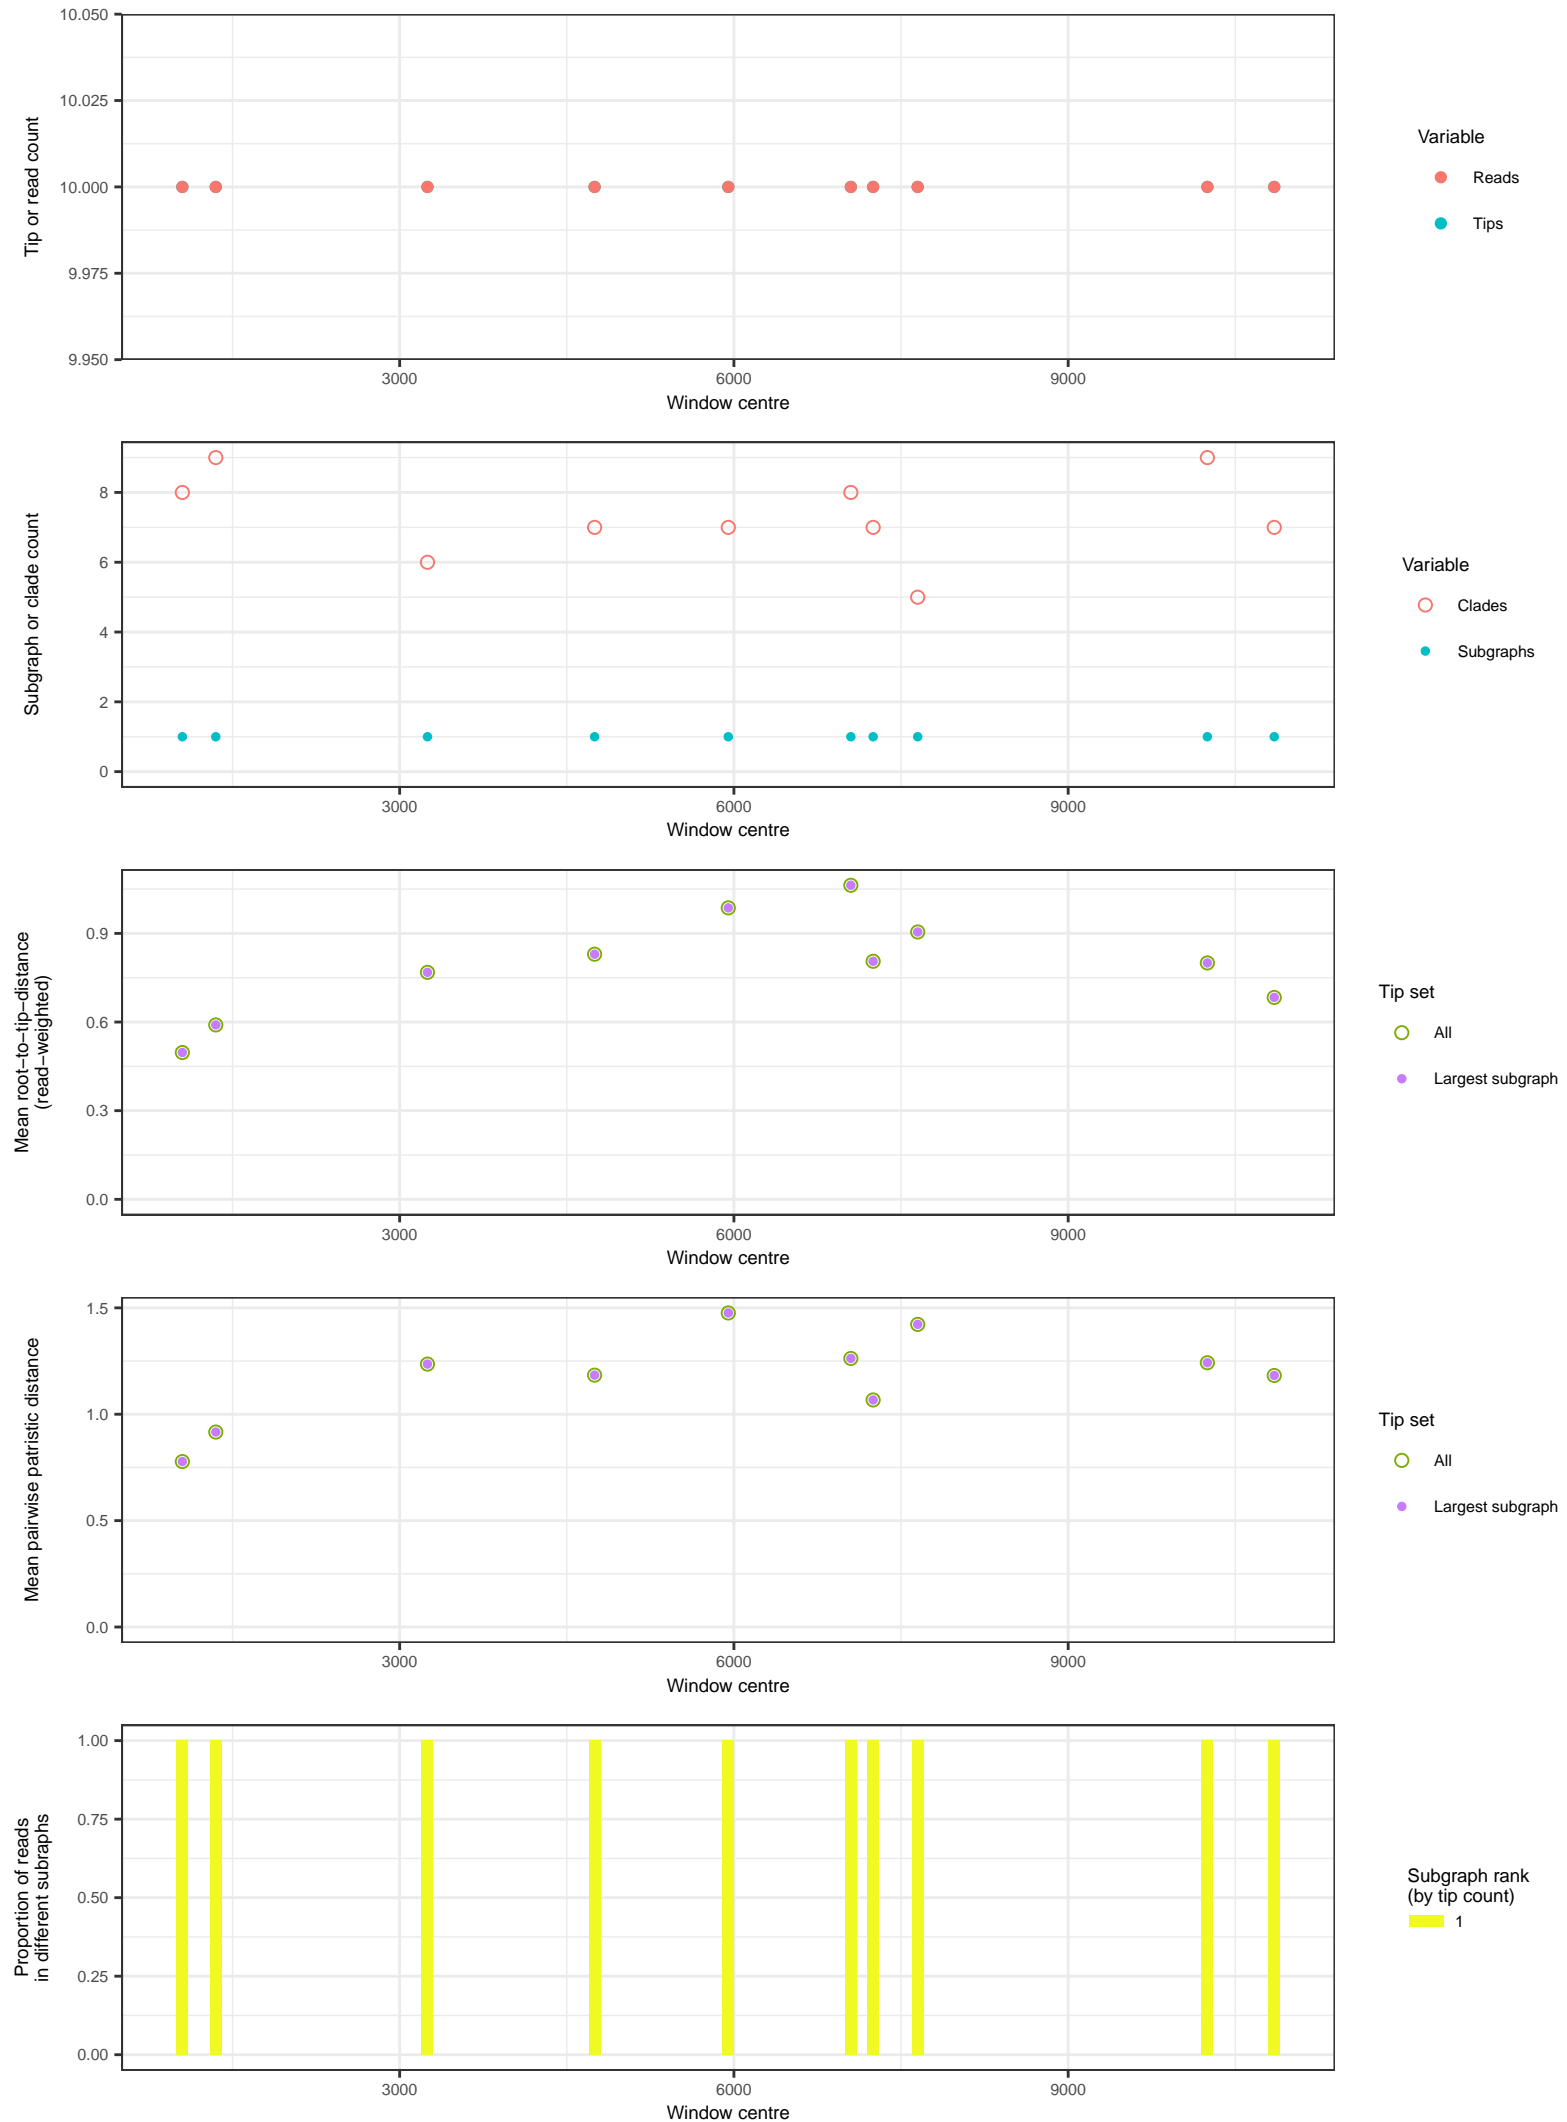 10.050
10.025
10.000
9.975
9.950
Tip or read count
3000
6000
9000
Window centre
Variable
Reads
Tips
8
6
4
2
0
Subgraph or clade count
3000
6000
9000
Window centre
Variable
Clades
Subgraphs
0.9
0.6
0.3
0.0
Mean root−to−tip−distance
(read−weighted)
3000
6000
9000
Window centre
Tip set
All
Largest subgraph
1.5
1.0
0.5
0.0
Mean pairwise patristic distance
3000
6000
9000
Window centre
Tip set
All
Largest subgraph
1.00
0.75
0.50
0.25
0.00
Proportion of reads
in different subraphs
3000
6000
9000
Window centre
Subgraph rank
(by tip count)
1